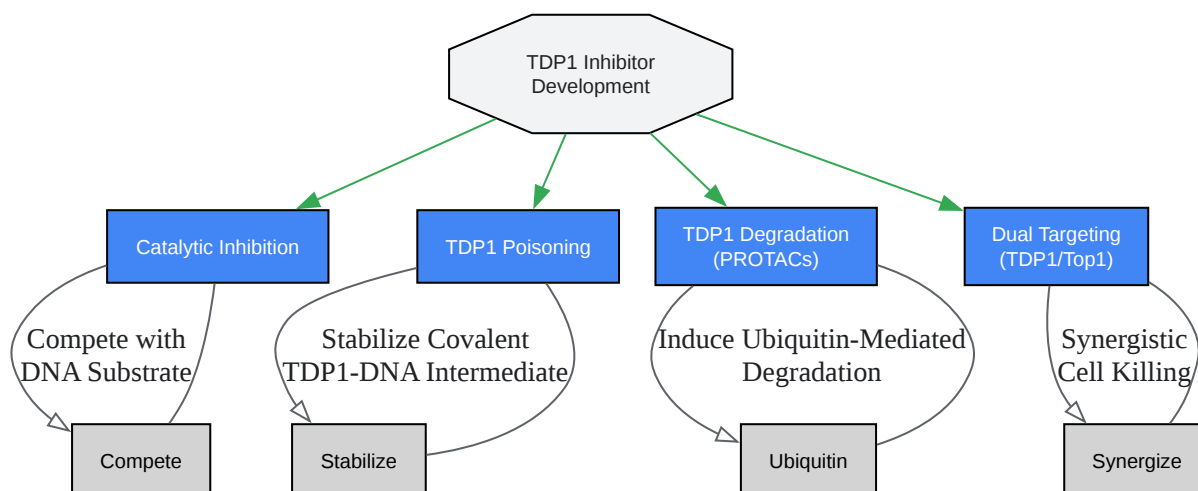 TDP1 Inhibitor
Development
Catalytic Inhibition
TDP1 Poisoning
TDP1 Degradation
(PROTACs)
Dual Targeting
(TDP1/Top1)
Compete with
DNA Substrate
Stabilize Covalent
TDP1-DNA Intermediate
Induce Ubiquitin-Mediated
Degradation
Synergistic
Cell Killing
Compete
Stabilize
Ubiquitin
Synergize